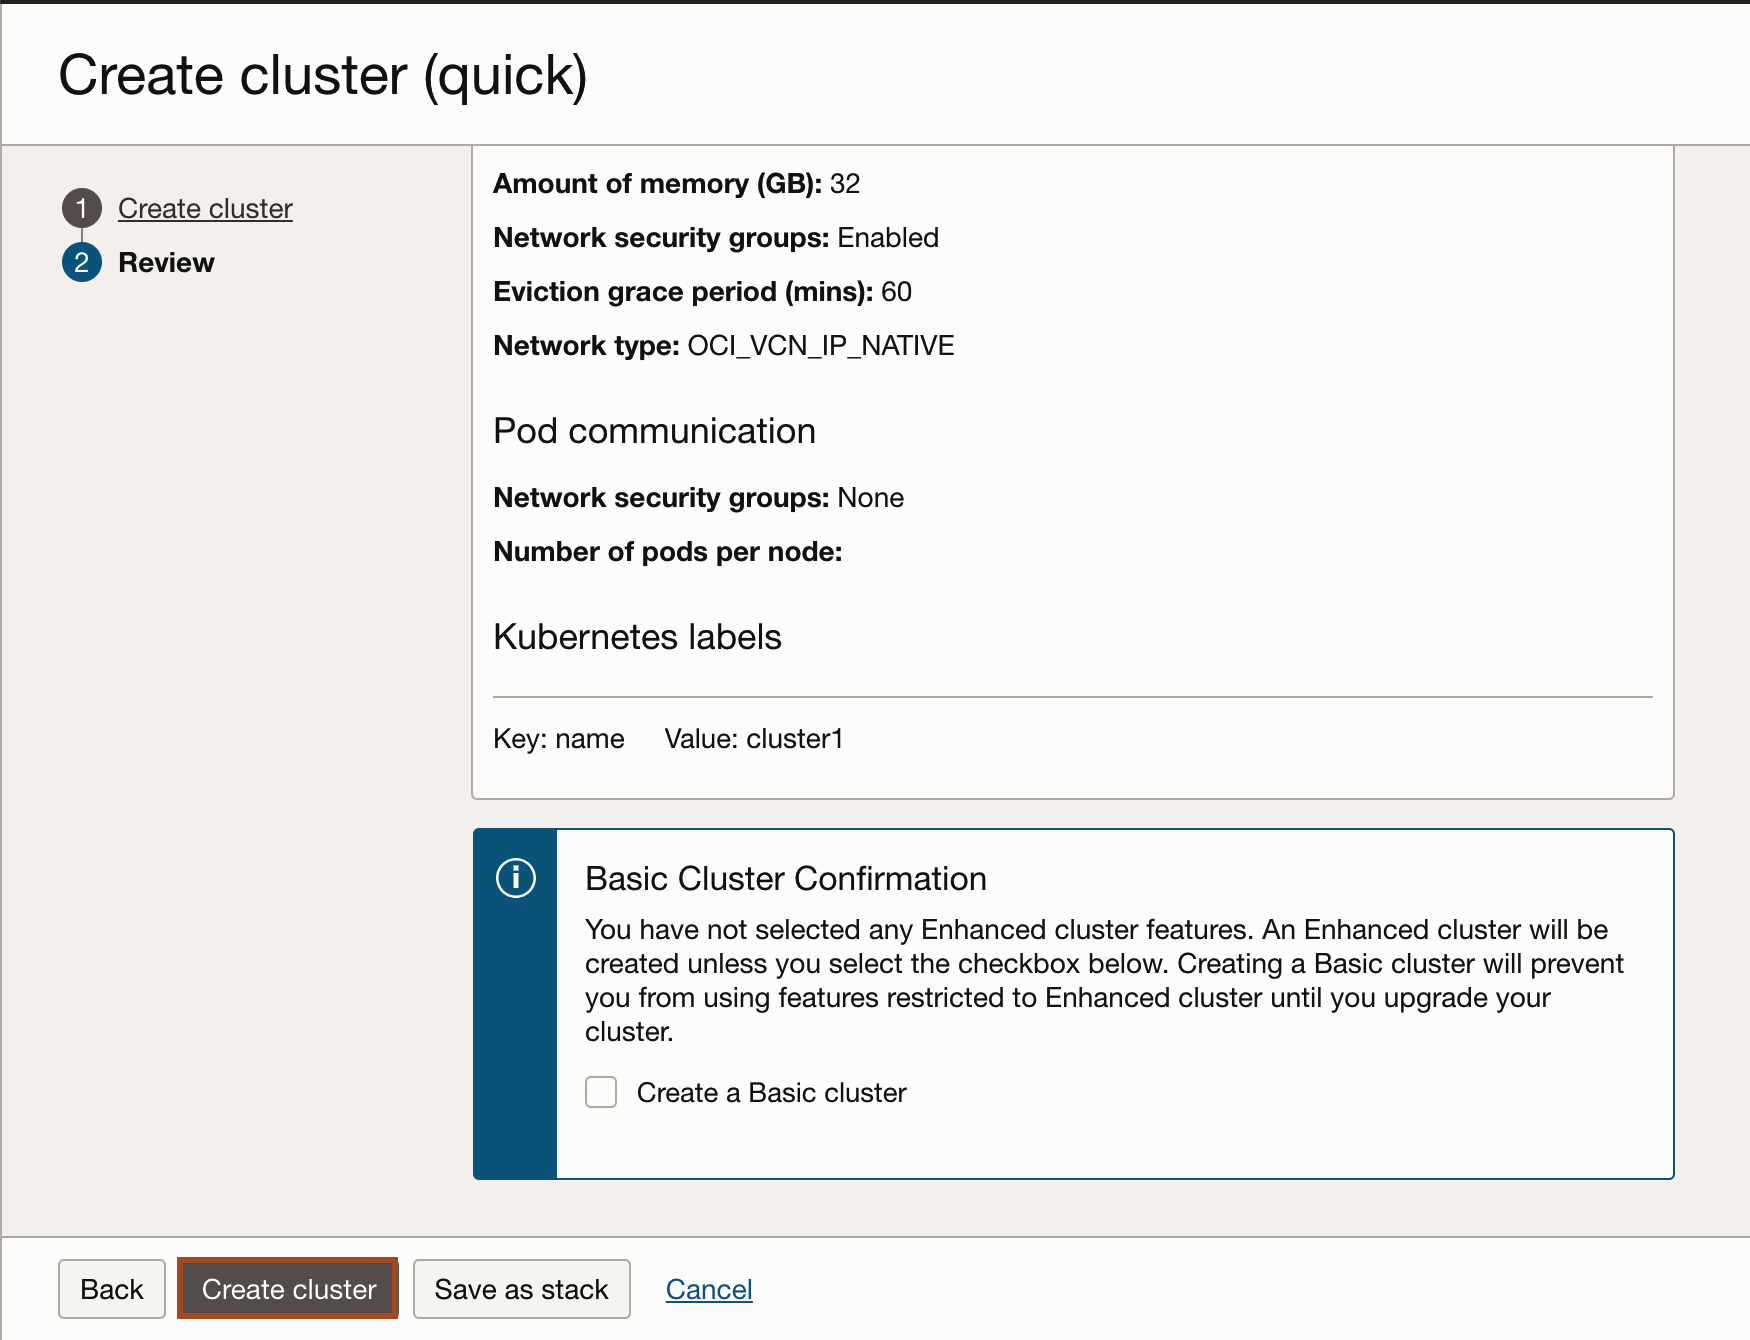 Create cluster (quick)
1 Create cluster
2 Review
Amount of memory (GB): 32
Network security groups: Enabled
Eviction grace period (mins): 60
Network type: OCI_VCN_IP_NATIVE
Pod communication
Network security groups: None
Number of pods per node:
Kubernetes labels
Key: name Value: cluster1
Basic Cluster Confirmation
You have not selected any Enhanced cluster features. An Enhanced cluster will be
created unless you select the checkbox below. Creating a Basic cluster will prevent
you from using features restricted to Enhanced cluster until you upgrade your
cluster.
Create a Basic cluster
Back Create cluster Save as stack Cancel